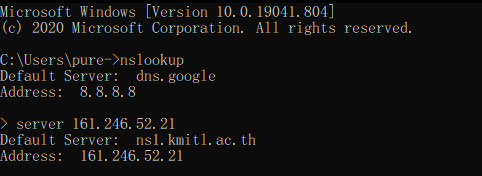 Microsoft Windows [Version 10.0.19041.804]
(c) 2020 Microsoft Corporation. All rights reserved.
C:\Users\pure->nslookup
Default Server:  dns.google
Address:  8.8.8.8
> server 161.246.52.21
Default Server:  ns1.kmitl.ac.th
Address:  161.246.52.21